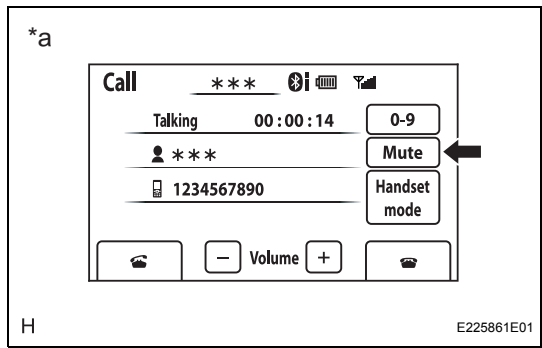 *a
Call ***
Talking 00:00:14 0-9
*** Mute
1234567890 Handset
mode
− Volume +
H E225861E01